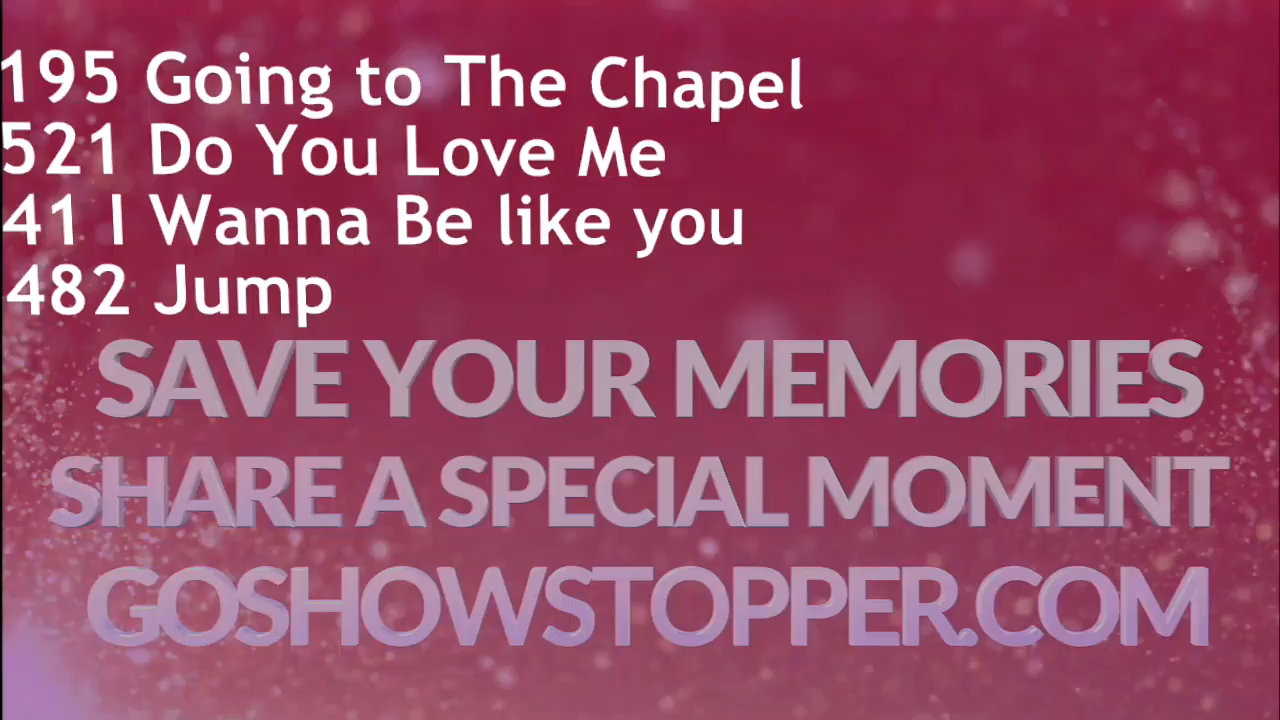 195 Going to The Chapel
521 Do You Love Me
41 I Wanna Be like you
482 Jump
SAVE YOUR MEMORIES
SHARE A SPECIAL MOMENT
GOSHOWSTOPPER.COM